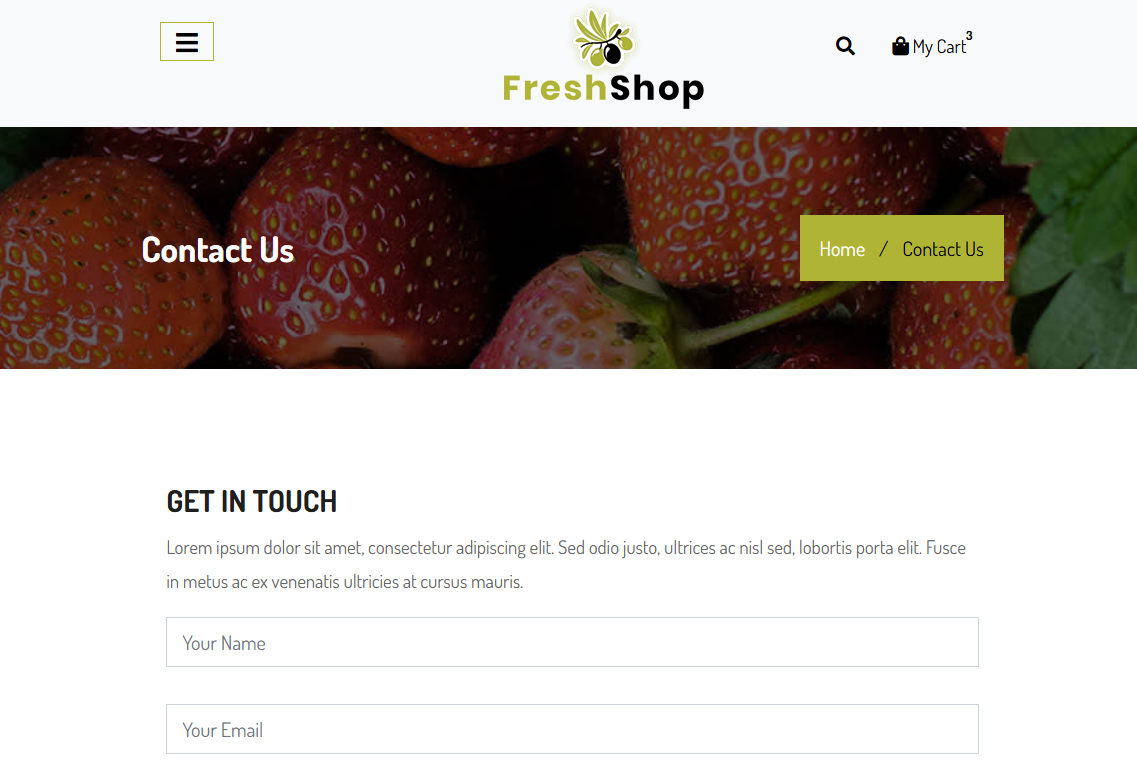 FreshShop
My Cart 3
Contact Us
Home / Contact Us
GET IN TOUCH
Lorem ipsum dolor sit amet, consectetur adipiscing elit. Sed odio justo, ultrices ac nisl sed, lobortis porta elit. Fusce
in metus ac ex venenatis ultricies at cursus mauris.
Your Name
Your Email